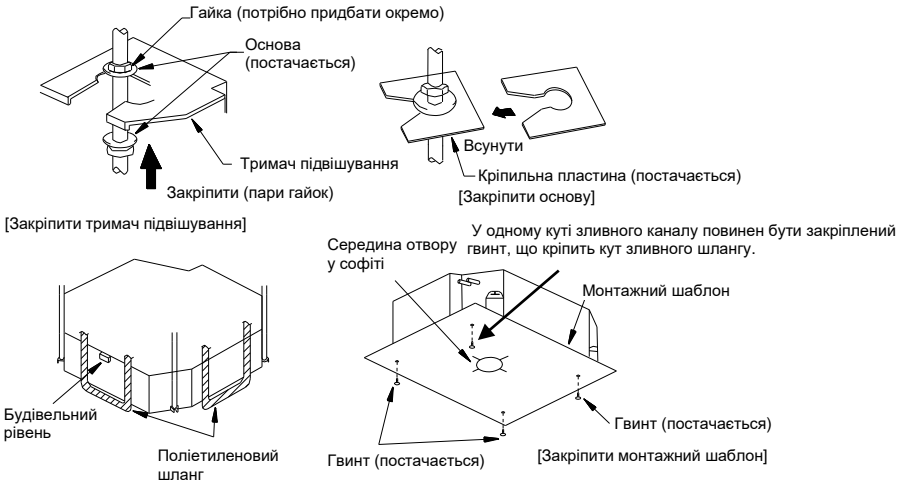 Гайка (потрібно придбати окремо)
Основа
(постачається)
Тримач підвішування
Закріпити (пари гайок)
[Закріпити тримач підвішування]
Всунути
Кріпильна пластина (постачається)
[Закріпити основу]
У одному куті зливного каналу повинен бути закріплений
гвинт, що кріпить кут зливного шлангу.
Середина отвору
у софіті
Монтажний шаблон
Будівельний
рівень
Поліетиленовий
шланг
Гвинт (постачається)
Гвинт (постачається)
[Закріпити монтажний шаблон]